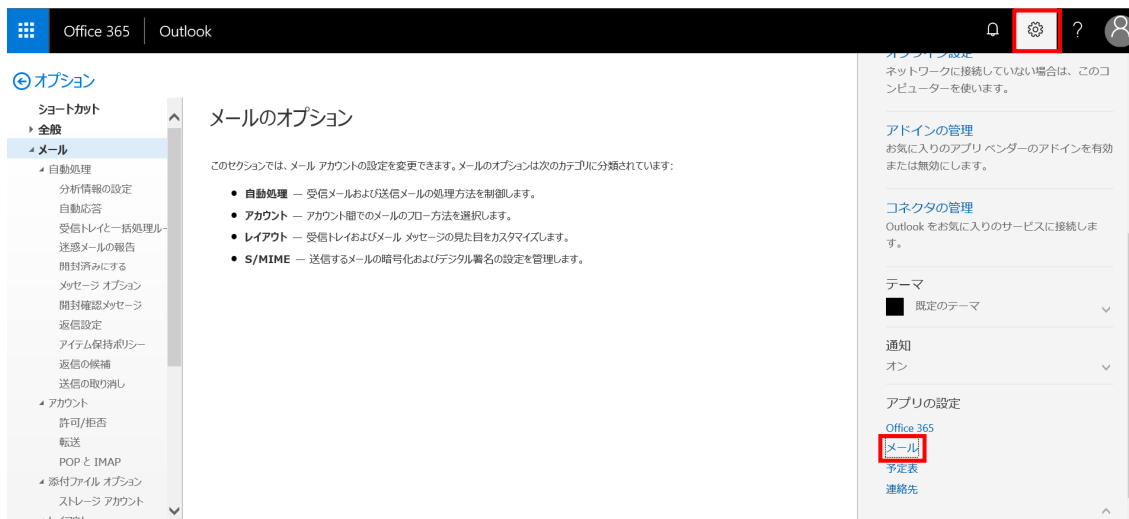 Office 365
Outlook
オプション
ショートカット
全般
メール
自動処理
分析情報の設定
自動応答
受信トレイと一括処理ルー
迷惑メールの報告
開封済みにする
メッセージ オプション
開封確認メッセージ
返信設定
アイテム保持ポリシー
返信の候補
送信の取り消し
アカウント
許可/拒否
転送
POP と IMAP
添付ファイル オプション
ストレージ アカウント
メールのオプション
このセクションでは、メール アカウントの設定を変更できます。メールのオプションは次のカテゴリに分類されています:
● 自動処理 — 受信メールおよび送信メールの処理方法を制御します。
● アカウント — アカウント間でのメールのフロー方法を選択します。
● レイアウト — 受信トレイおよびメール メッセージの見た目をカスタマイズします。
● S/MIME — 送信するメールの暗号化およびデジタル署名の設定を管理します。
オフライン設定
ネットワークに接続していない場合は、このコ
ンピューターを使います。
アドインの管理
お気に入りのアプリ ベンダーのアドインを有効
または無効にします。
コネクタの管理
Outlook をお気に入りのサービスに接続しま
す。
テーマ
既定のテーマ
通知
オン
アプリの設定
Office 365
メール
予定表
連絡先